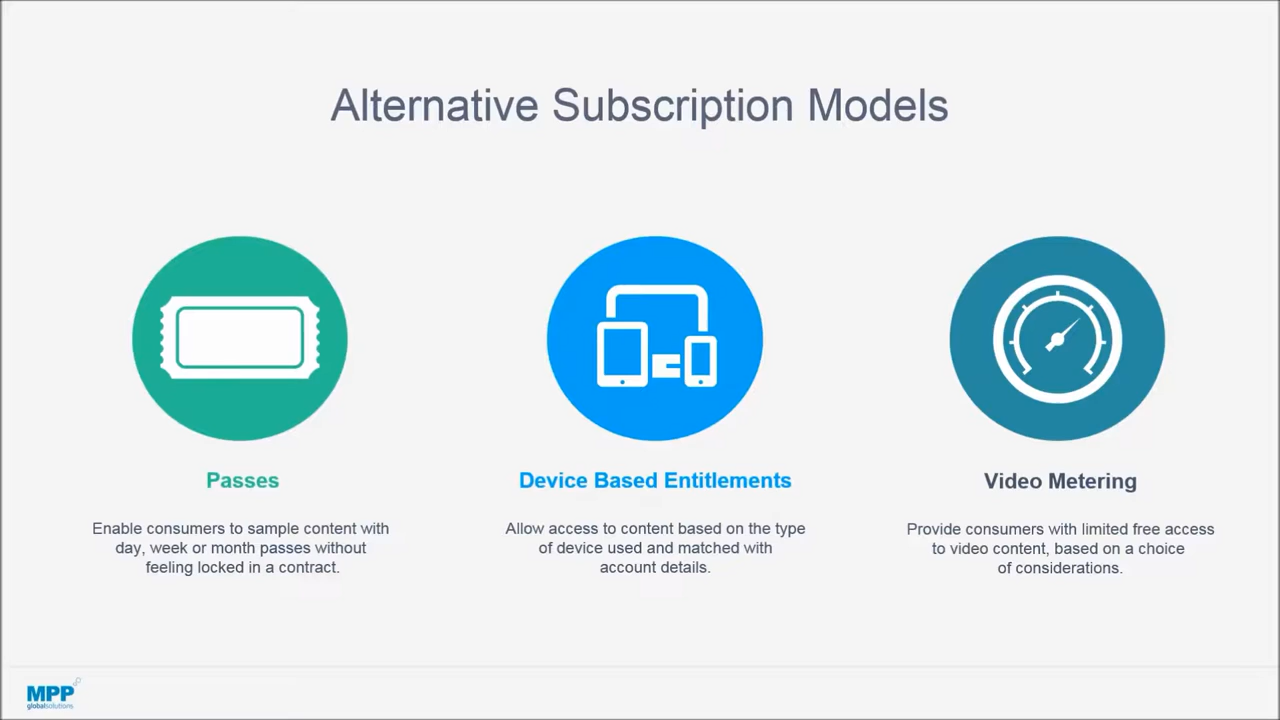 Alternative Subscription Models
Passes
Enable consumers to sample content with
day, week or month passes without
feeling locked in a contract.
Device Based Entitlements
Allow access to content based on the type
of device used and matched with
account details.
Video Metering
Provide consumers with limited free access
to video content, based on a choice
of considerations.
MPP
globalsolutions